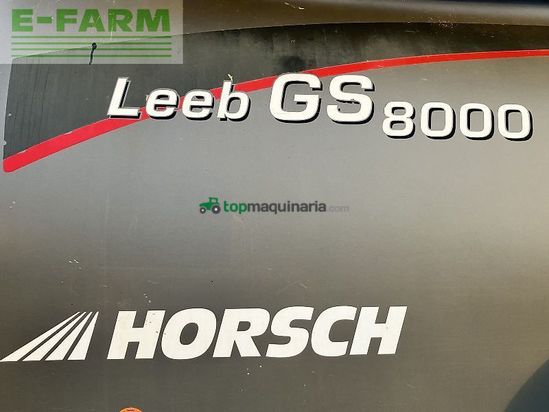 E-FARM
Leeb GS 8000
topmaquinaria.com
HORSCH